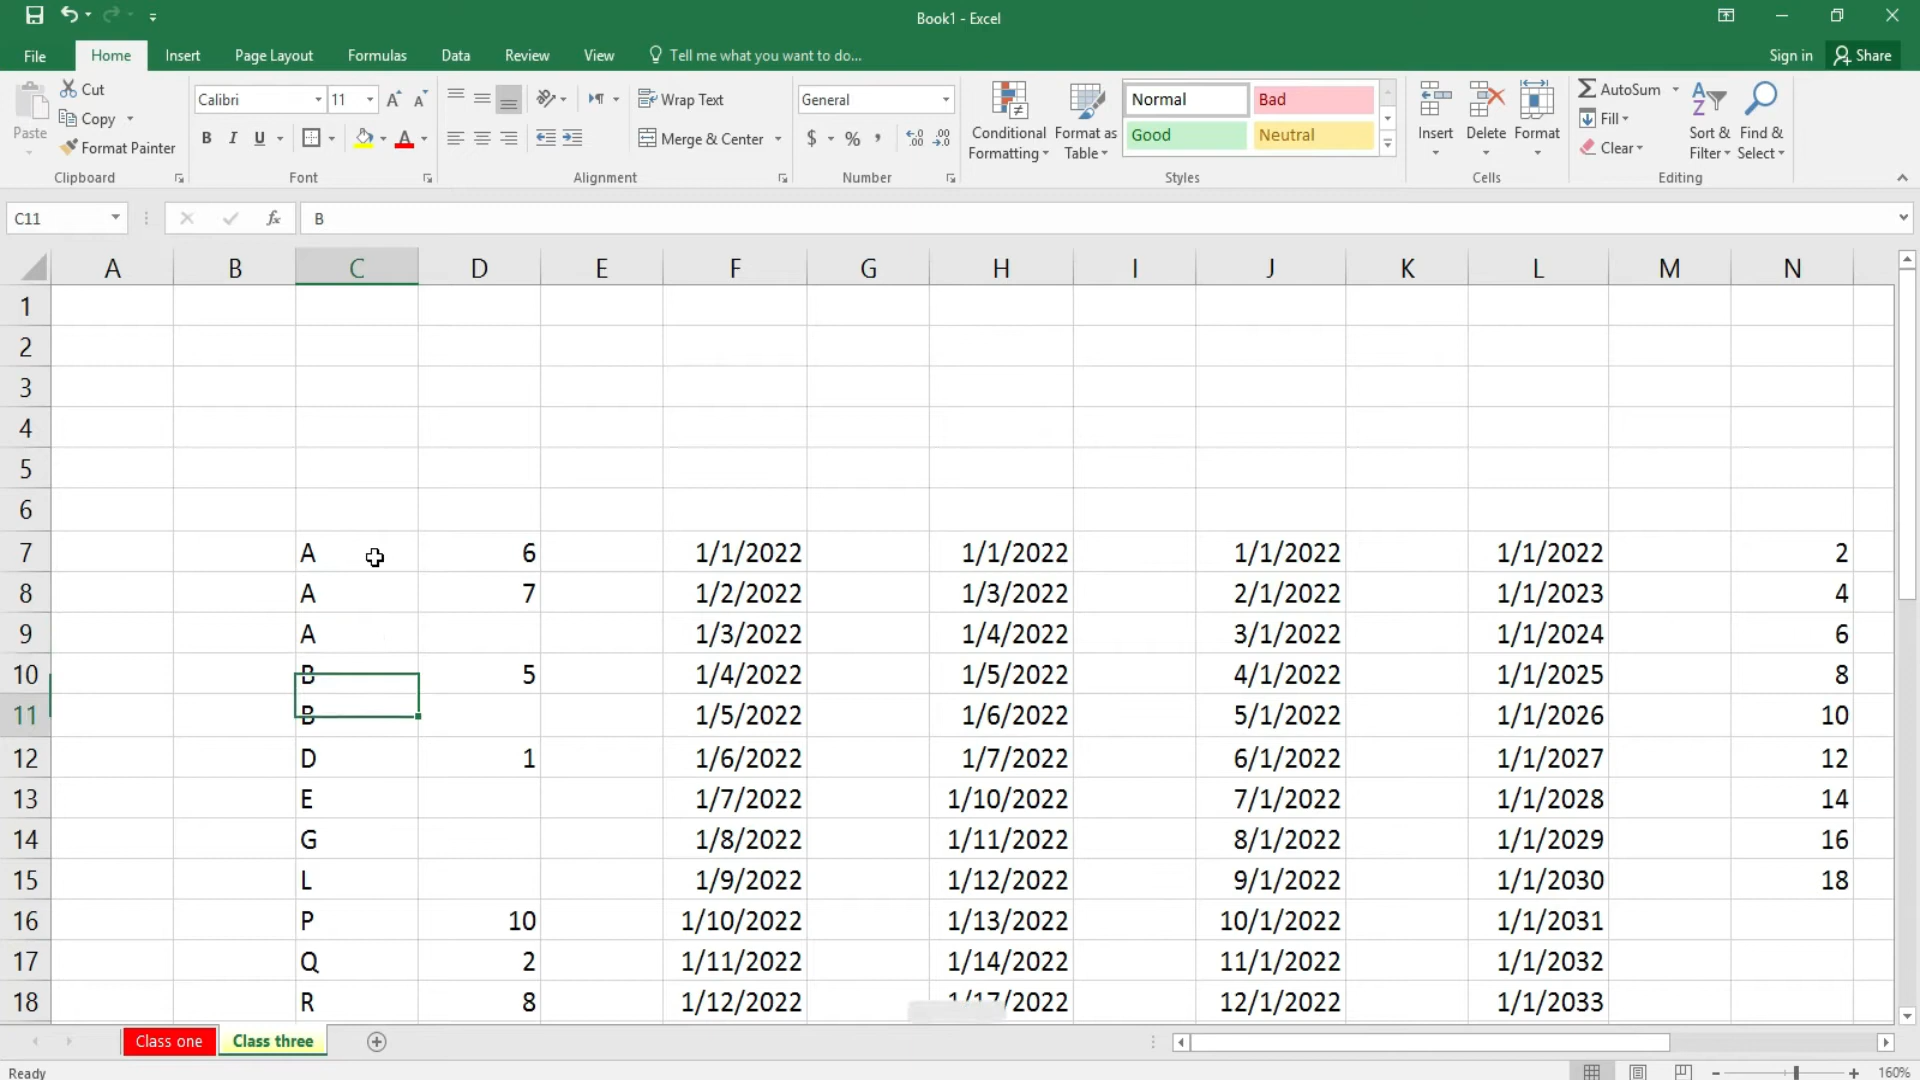 Book1 - Excel
File Home Insert Page Layout Formulas Data Review View Tell me what you want to do... Sign in Share
Paste Cut Copy Format Painter Clipboard
Calibri 11 B I U Font
Wrap Text Merge & Center Alignment
General $ % , Number
Conditional Formatting Format as Table Normal Bad Good Neutral Styles
Insert Delete Format Cells
AutoSum Fill Clear Sort & Filter Find & Select Editing
C11 fx B
A B C D E F G H I J K L M N
1
2
3
4
5
6
7 A 6 1/1/2022 1/1/2022 1/1/2022 1/1/2022 2
8 A 7 1/2/2022 1/3/2022 2/1/2022 1/1/2023 4
9 A 1/3/2022 1/4/2022 3/1/2022 1/1/2024 6
10 B 5 1/4/2022 1/5/2022 4/1/2022 1/1/2025 8
11 B 1/5/2022 1/6/2022 5/1/2022 1/1/2026 10
12 D 1 1/6/2022 1/7/2022 6/1/2022 1/1/2027 12
13 E 1/7/2022 1/10/2022 7/1/2022 1/1/2028 14
14 G 1/8/2022 1/11/2022 8/1/2022 1/1/2029 16
15 L 1/9/2022 1/12/2022 9/1/2022 1/1/2030 18
16 P 10 1/10/2022 1/13/2022 10/1/2022 1/1/2031
17 Q 2 1/11/2022 1/14/2022 11/1/2022 1/1/2032
18 R 8 1/12/2022 1/17/2022 12/1/2022 1/1/2033
Class one Class three
Ready 160%